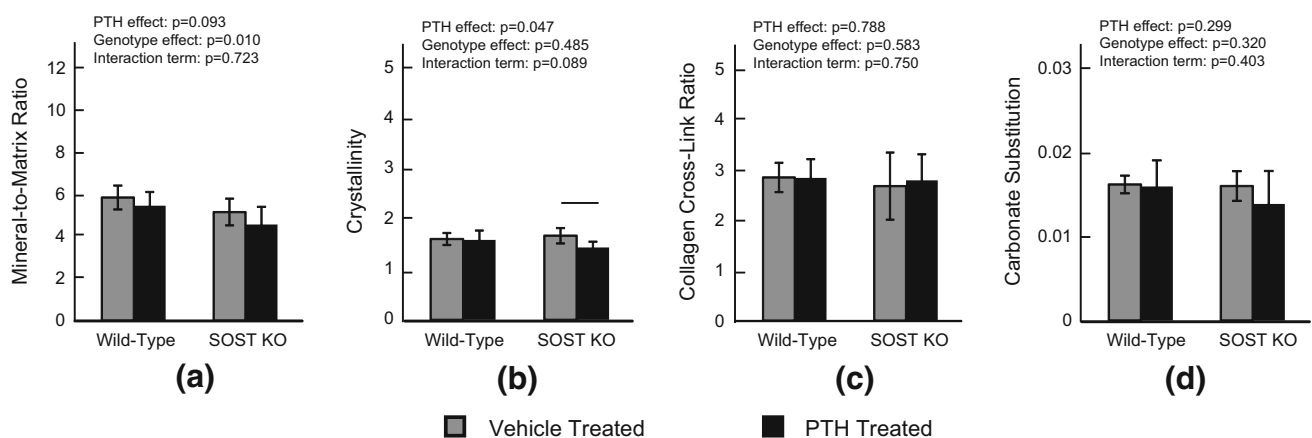 PTH effect: p=0.093
Genotype effect: p=0.010
Interaction term: p=0.723
Mineral-to-Matrix Ratio
12
10
8
6
4
2
0
Wild-Type
SOST KO
(a)
PTH effect: p=0.047
Genotype effect: p=0.485
Interaction term: p=0.089
Crystallinity
5
4
3
2
1
0
Wild-Type
SOST KO
(b)
PTH effect: p=0.788
Genotype effect: p=0.583
Interaction term: p=0.750
Collagen Cross-Link Ratio
5
4
3
2
1
0
Wild-Type
SOST KO
(c)
PTH effect: p=0.299
Genotype effect: p=0.320
Interaction term: p=0.403
Carbonate Substitution
0.03
0.02
0.01
0
Wild-Type
SOST KO
(d)
Vehicle Treated
PTH Treated